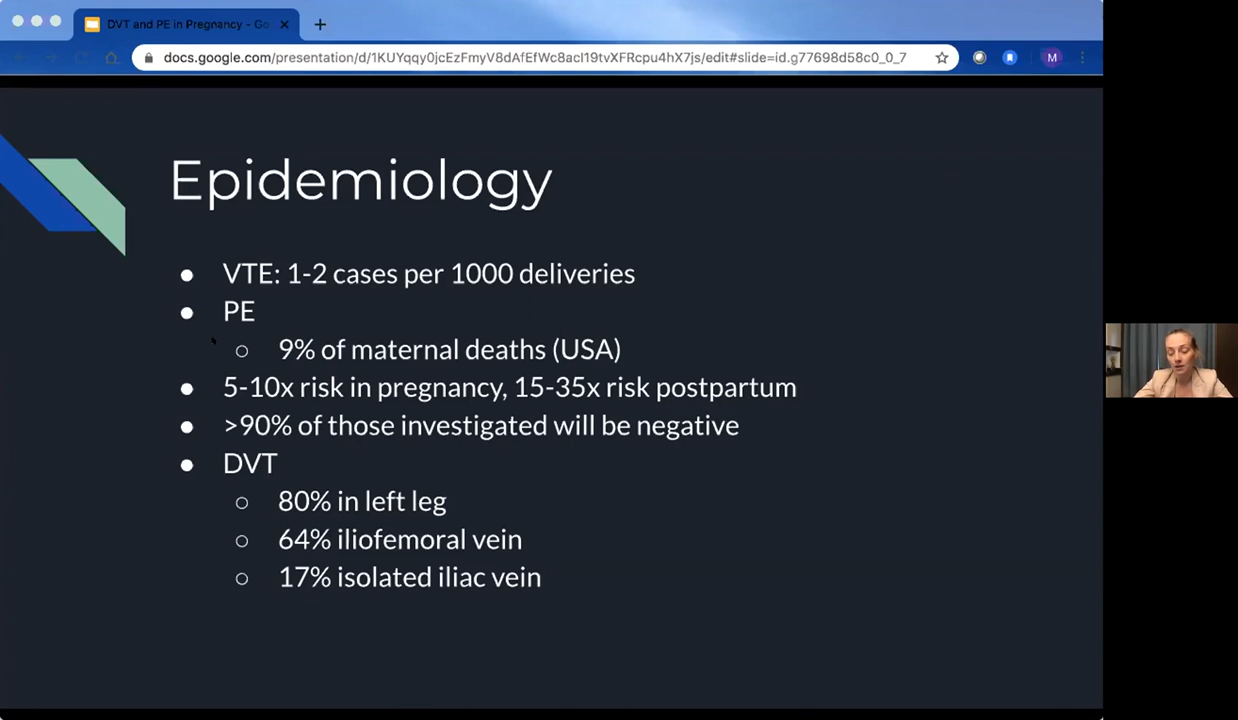 DVT and PE in Pregnancy - Go
docs.google.com/presentation/d/1KUYqqy0jcEzFmyV8dAfEfWc8acI19tvXFRcpu4hX7js/edit#slide=id.g77698d58c0_0_7
M
Epidemiology
● VTE: 1-2 cases per 1000 deliveries
● PE
○ 9% of maternal deaths (USA)
● 5-10x risk in pregnancy, 15-35x risk postpartum
● >90% of those investigated will be negative
● DVT
○ 80% in left leg
○ 64% iliofemoral vein
○ 17% isolated iliac vein